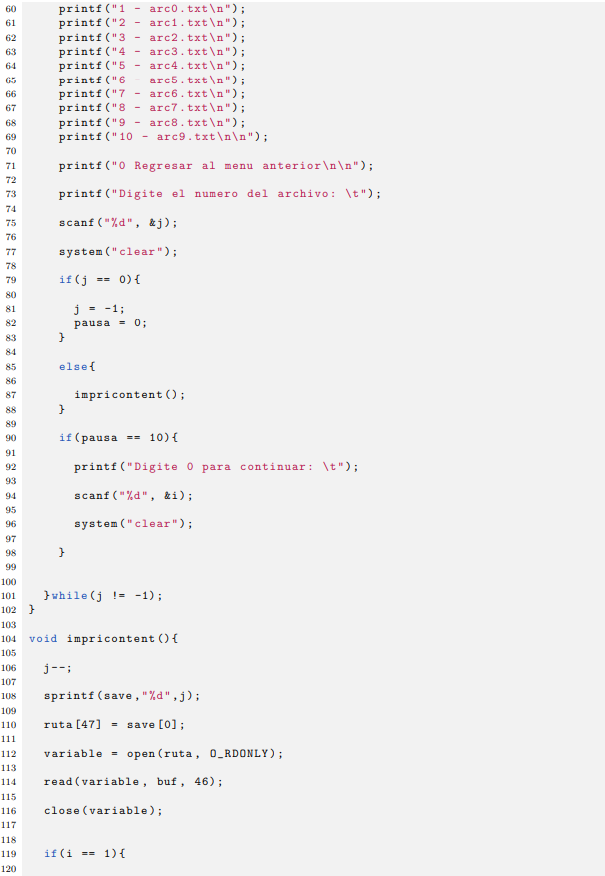 60 printf("1 - arc0.txt\n");
61 printf("2 - arc1.txt\n");
62 printf("3 - arc2.txt\n");
63 printf("4 - arc3.txt\n");
64 printf("5 - arc4.txt\n");
65 printf("6 - arc5.txt\n");
66 printf("7 - arc6.txt\n");
67 printf("8 - arc7.txt\n");
68 printf("9 - arc8.txt\n");
69 printf("10 - arc9.txt\n\n");
70
71 printf("0 Regresar al menu anterior\n\n");
72
73 printf("Digite el numero del archivo: \t");
74
75 scanf("%d", &j);
76
77 system("clear");
78
79 if(j == 0){
80
81 j = -1;
82 pausa = 0;
83 }
84
85 else{
86
87 impricontent();
88 }
89
90 if(pausa == 10){
91
92 printf("Digite 0 para continuar: \t");
93
94 scanf("%d", &i);
95
96 system("clear");
97
98 }
99
100
101 }while(j != -1);
102 }
103
104 void impricontent(){
105
106 j--;
107
108 sprintf(save,"%d",j);
109
110 ruta[47] = save[0];
111
112 variable = open(ruta, O_RDONLY);
113
114 read(variable, buf, 46);
115
116 close(variable);
117
118
119 if(i == 1){
120